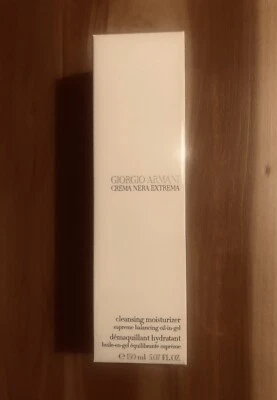 GIORGIO ARMANI
CREMA NERA EXTREMA
cleansing moisturizer
supreme balancing oil-in-gel
démaquillant hydratant
huile-en-gel équilibrante suprême
℮ 150 ml 5.07 FL.OZ.